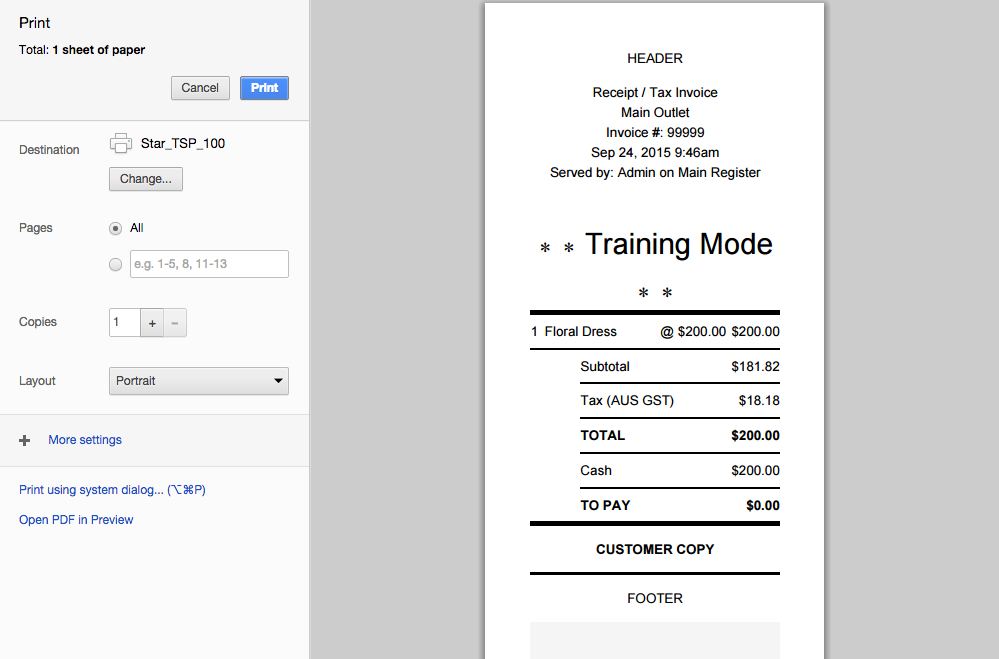 Print
Total: 1 sheet of paper
Cancel
Print
Destination
Star_TSP_100
Change...
Pages
All
e.g. 1-5, 8, 11-13
Copies
1
+
-
Layout
Portrait
More settings
Print using system dialog... (⌥⌘P)
Open PDF in Preview
HEADER
Receipt / Tax Invoice
Main Outlet
Invoice #: 99999
Sep 24, 2015 9:46am
Served by: Admin on Main Register
* * Training Mode
* *
1 Floral Dress @ $200.00 $200.00
Subtotal $181.82
Tax (AUS GST) $18.18
TOTAL $200.00
Cash $200.00
TO PAY $0.00
CUSTOMER COPY
FOOTER